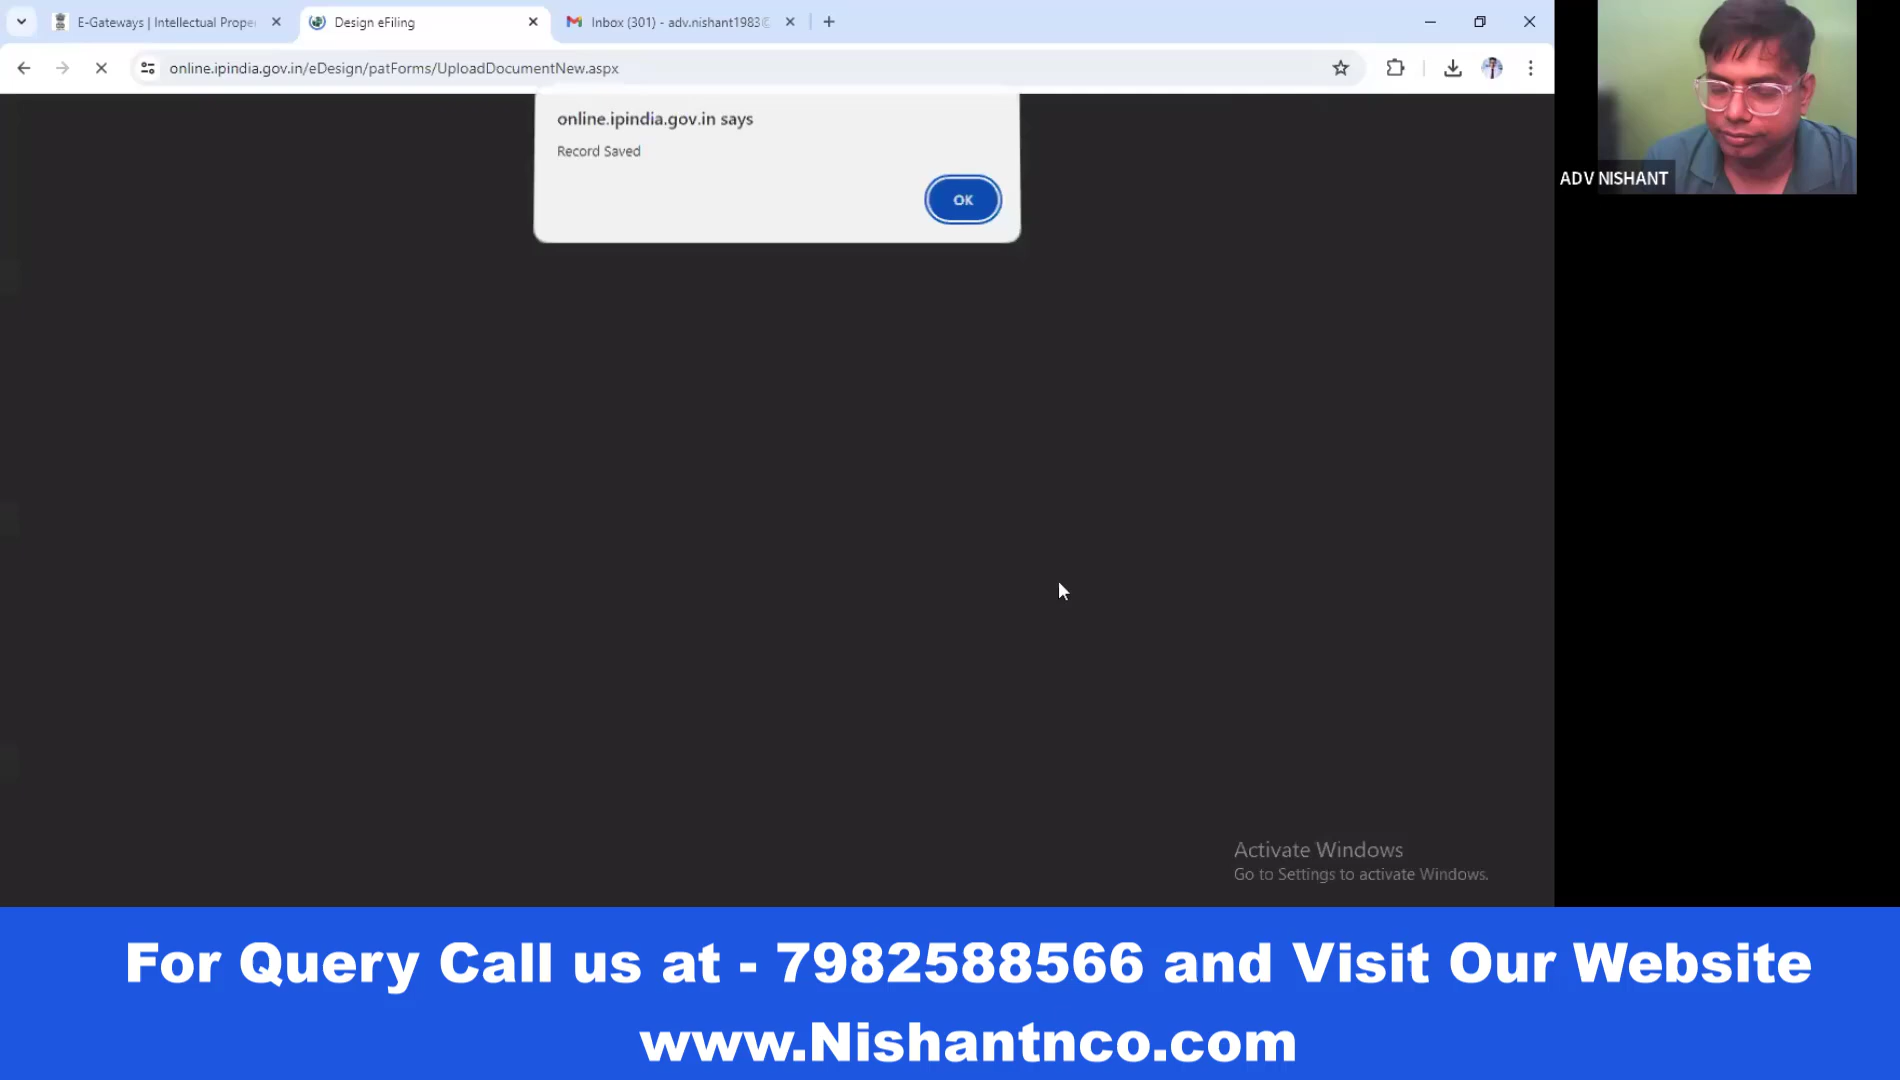 E-Gateways | Intellectual Prope
Design eFiling
Inbox (301) - adv.nishant1983@
online.ipindia.gov.in/eDesign/patForms/UploadDocumentNew.aspx
online.ipindia.gov.in says
Record Saved
OK
ADV NISHANT
Activate Windows
Go to Settings to activate Windows.
For Query Call us at - 7982588566 and Visit Our Website
www.Nishantnco.com